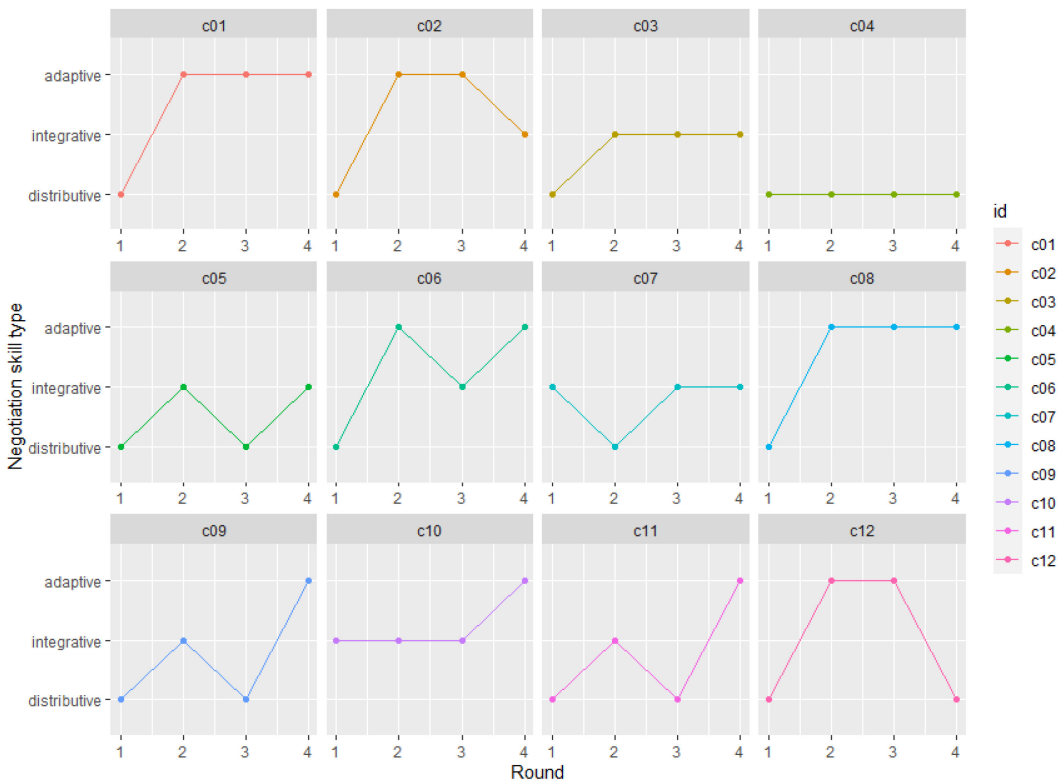 c01 c02 c03 c04
adaptive
integrative
distributive
1 2 3 4 1 2 3 4 1 2 3 4 1 2 3 4
c05 c06 c07 c08
adaptive
integrative
distributive
1 2 3 4 1 2 3 4 1 2 3 4 1 2 3 4
c09 c10 c11 c12
adaptive
integrative
distributive
1 2 3 4 1 2 3 4 1 2 3 4 1 2 3 4
Round
Negotiation skill type
id
c01
c02
c03
c04
c05
c06
c07
c08
c09
c10
c11
c12